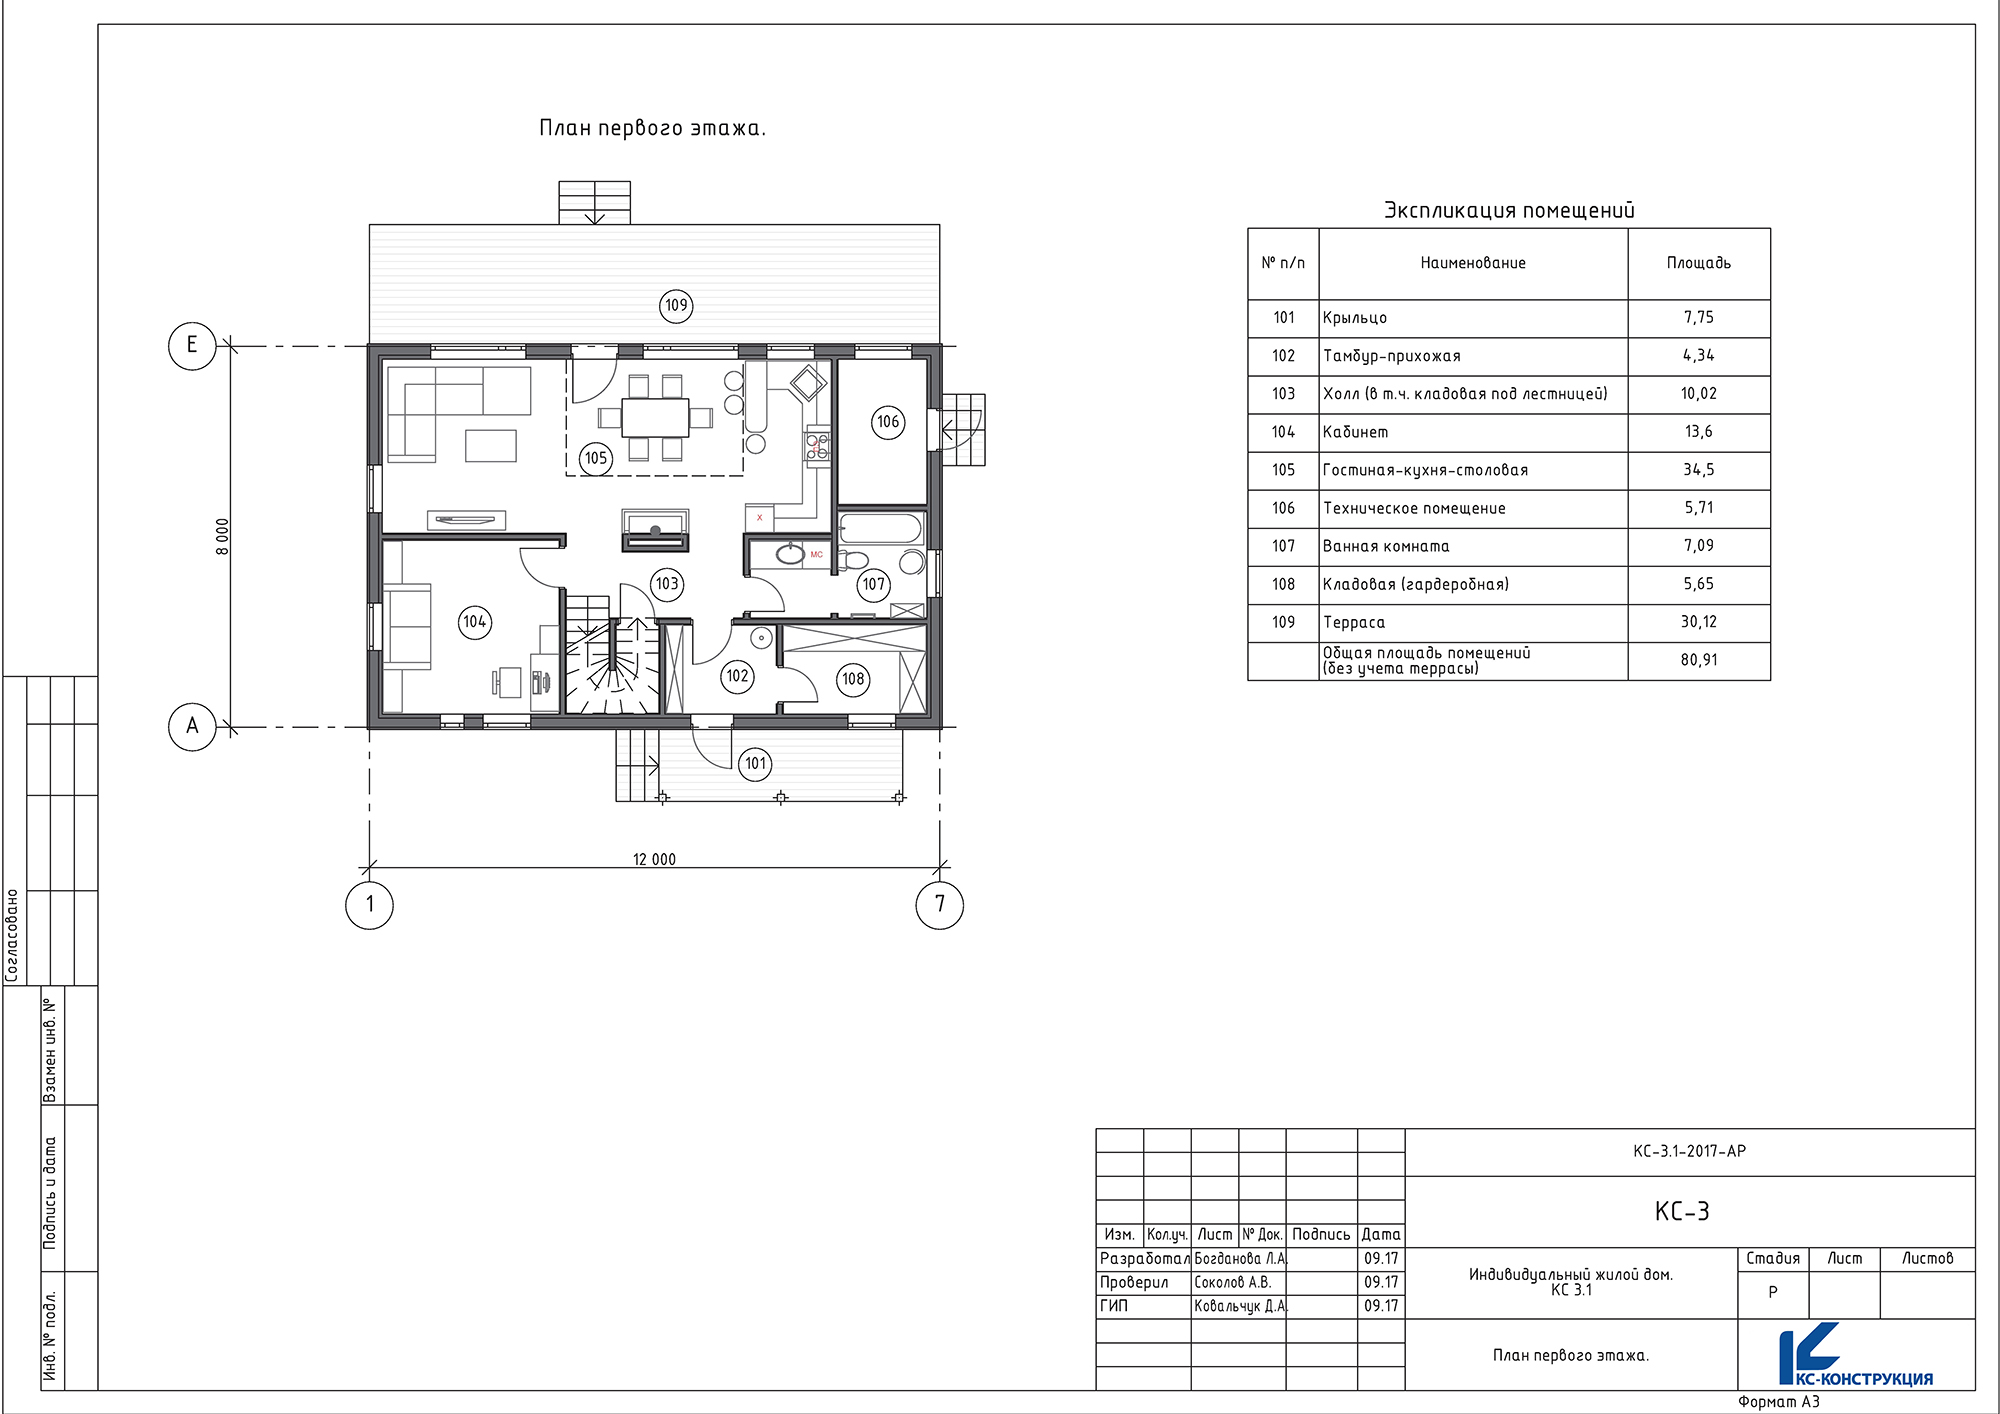 План первого этажа.
Экспликация помещений
№ п/п Наименование Площадь
101 Крыльцо 7,75
102 Тамбур-прихожая 4,34
103 Холл (в т.ч. кладовая под лестницей) 10,02
104 Кабинет 13,6
105 Гостиная-кухня-столовая 34,5
106 Техническое помещение 5,71
107 Ванная комната 7,09
108 Кладовая (гардеробная) 5,65
109 Терраса 30,12
Общая площадь помещений
(без учета террасы) 80,91
109
Е
106
105
Х
МС
8 000
103
107
104
102
108
А
101
12 000
1
7
Согласовано
Взамен инв. №
Подпись и дата
Инв. № подл.
КС-3.1-2017-АР
КС-3
Изм. Кол.уч. Лист № Док. Подпись Дата
Разработал Богданова Л.А. 09.17
Проверил Соколов А.В. 09.17
ГИП Ковальчук Д.А. 09.17
Индивидуальный жилой дом.
КС 3.1
Стадия Лист Листов
Р
План первого этажа.
КС-КОНСТРУКЦИЯ
Формат А3